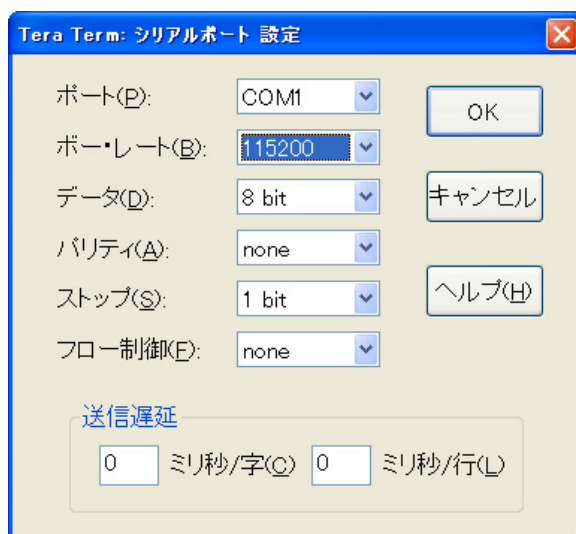 Tera Term: シリアルポート 設定
ポート(P): COM1
OK
ボー・レート(B): 115200
データ(D): 8 bit
キャンセル
パリティ(A): none
ストップ(S): 1 bit
ヘルプ(H)
フロー制御(F): none
送信遅延
0 ミリ秒/字(C) 0 ミリ秒/行(L)